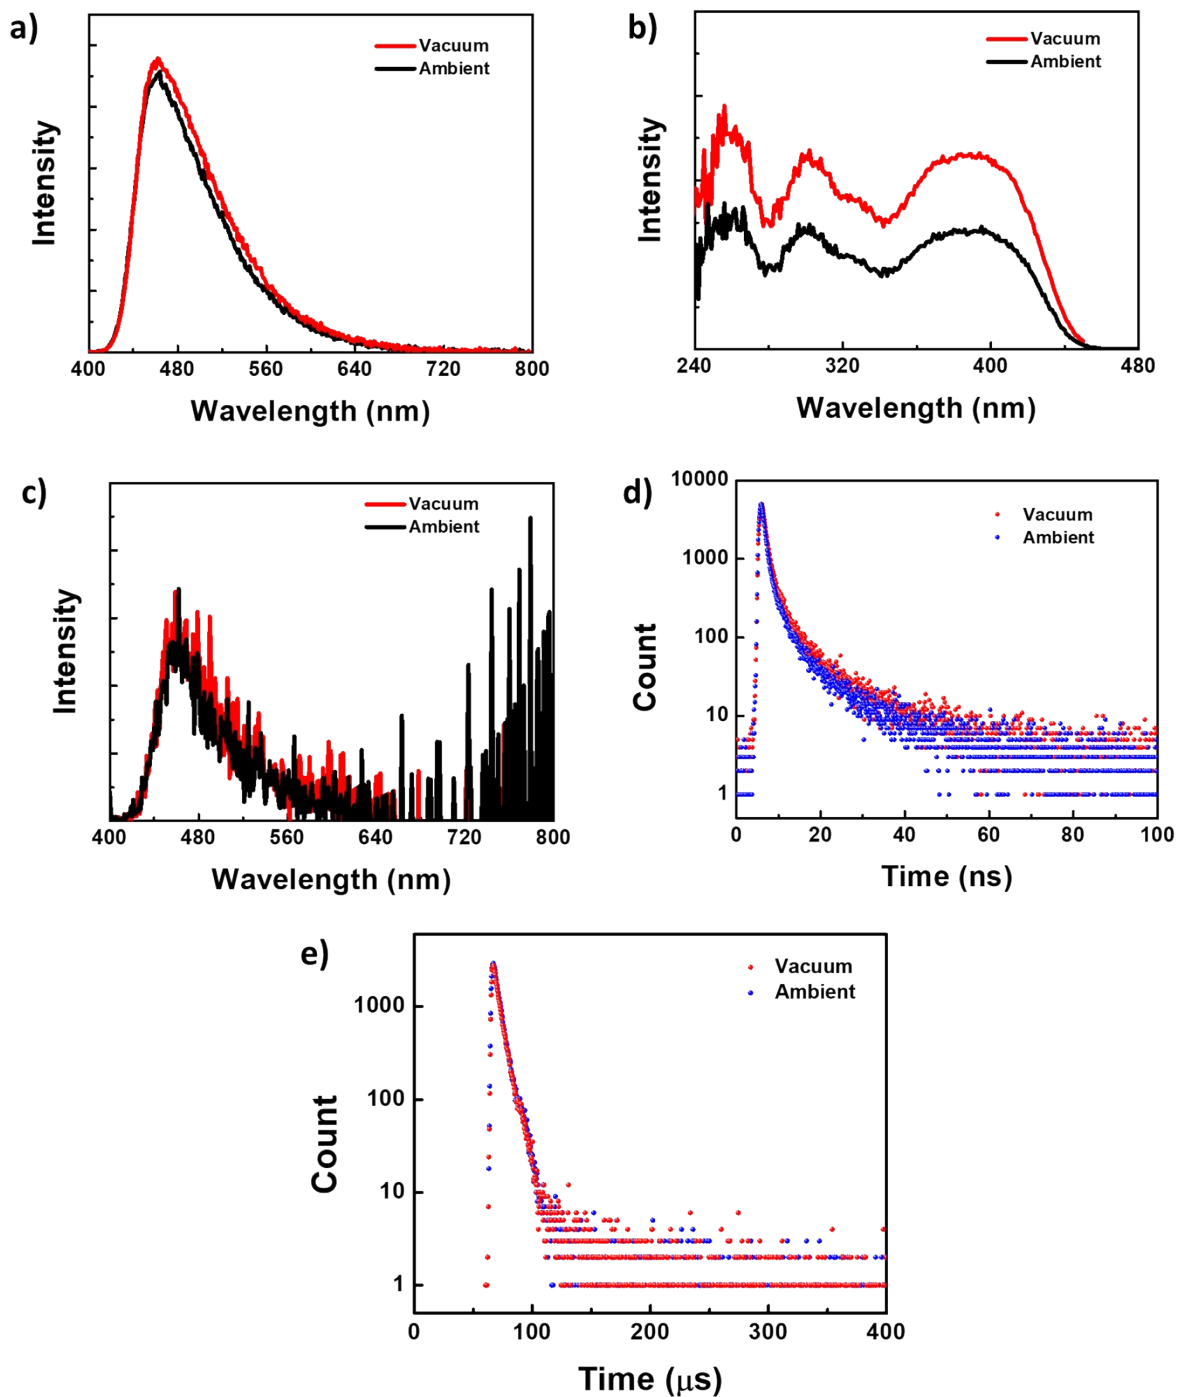 a)
Vacuum
Ambient
Intensity
400 480 560 640 720 800
Wavelength (nm)
b)
Vacuum
Ambient
Intensity
240 320 400 480
Wavelength (nm)
c)
Vacuum
Ambient
Intensity
400 480 560 640 720 800
Wavelength (nm)
d)
Vacuum
Ambient
Count
10000
1000
100
10
1
0 20 40 60 80 100
Time (ns)
e)
Vacuum
Ambient
Count
1000
100
10
1
0 100 200 300 400
Time (μs)